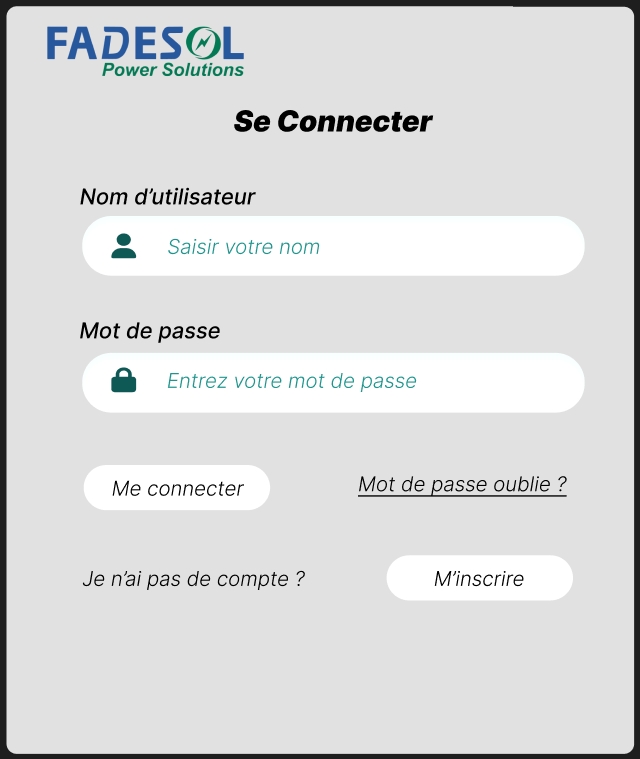 FADESOL
Power Solutions
Se Connecter
Nom d’utilisateur
Saisir votre nom
Mot de passe
Entrez votre mot de passe
Me connecter
Mot de passe oublie ?
Je n’ai pas de compte ?
M’inscrire